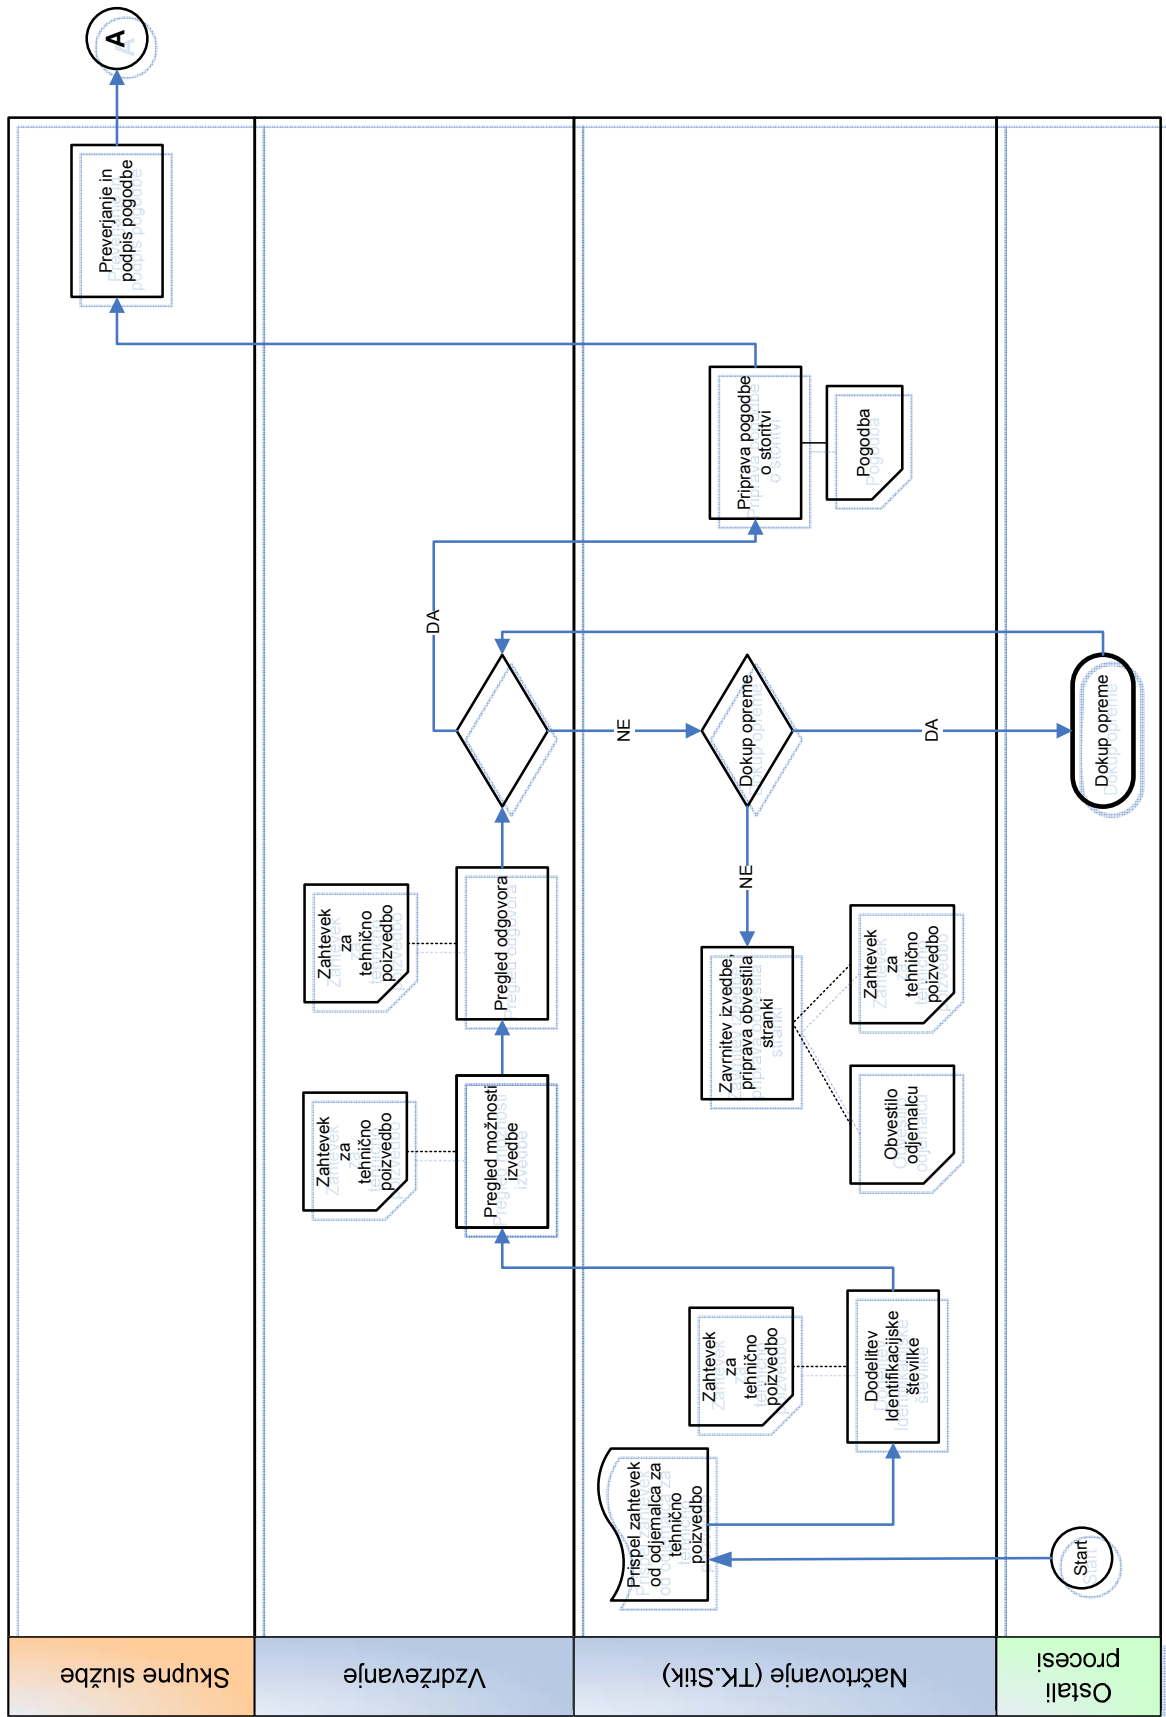 Skupne službe
Vzdrževanje
Načrtovanje (TK.Stik)
Ostali
procesi
Start
Prispel zahtevek
od odjemalca za
tehnično
poizvedbo
Dodelitev
Identifikacijske
številke
Zahtevek
za
tehnično
poizvedbo
Pregled možnosti
izvedbe
Zahtevek
za
tehnično
poizvedbo
Pregled odgovora
Zahtevek
za
tehnično
poizvedbo
DA
NE
Dokup opreme
NE
DA
Dokup opreme
Zavrnitev izvedbe,
priprava obvestila
stranki
Obvestilo
odjemalcu
Zahtevek
za
tehnično
poizvedbo
Priprava pogodbe
o storitvi
Pogodba
Preverjanje in
podpis pogodbe
A